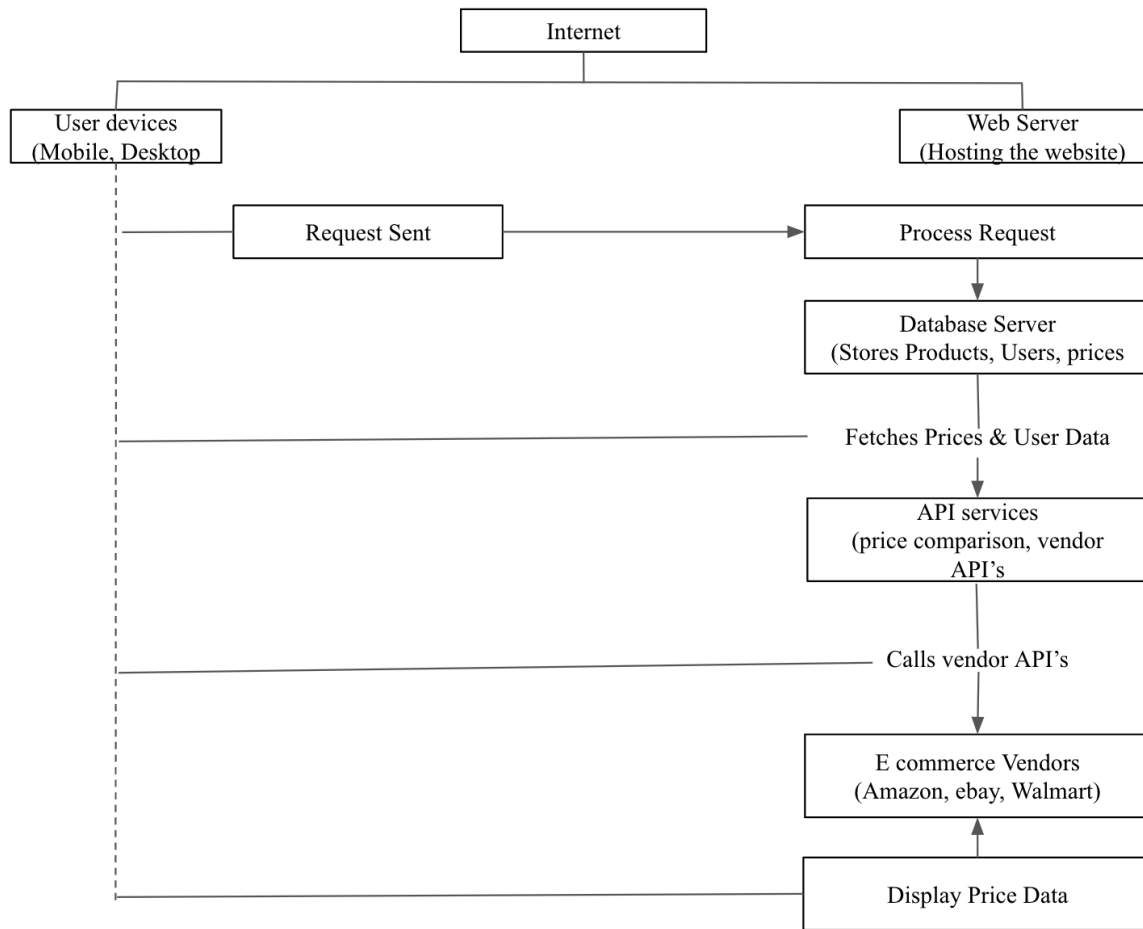 Internet
User devices
(Mobile, Desktop
Web Server
(Hosting the website)
Request Sent
Process Request
Database Server
(Stores Products, Users, prices
Fetches Prices & User Data
API services
(price comparison, vendor
API’s
Calls vendor API’s
E commerce Vendors
(Amazon, ebay, Walmart)
Display Price Data